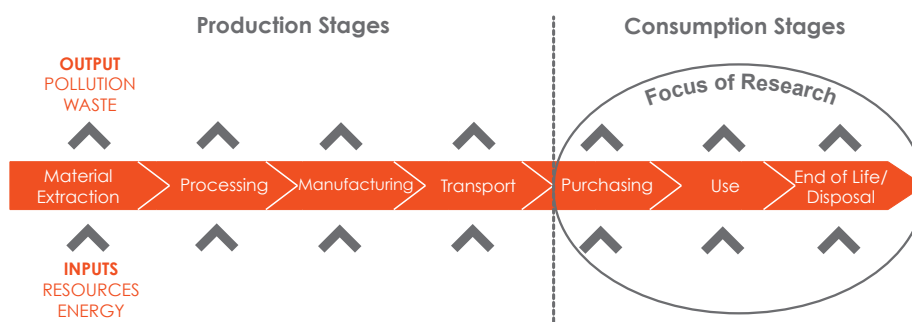 Production Stages
Consumption Stages
OUTPUT
POLLUTION
WASTE
Focus of Research
Material
Extraction
Processing
Manufacturing
Transport
Purchasing
Use
End of Life/
Disposal
INPUTS
RESOURCES
ENERGY